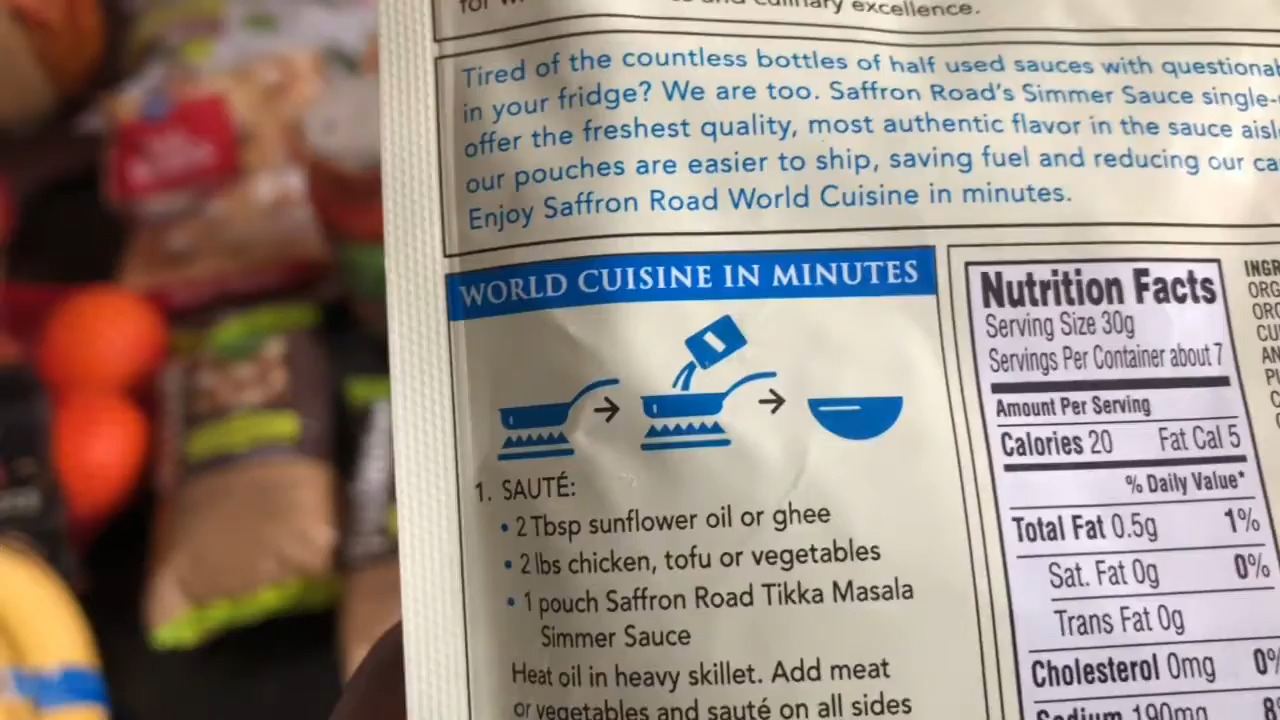 culinary excellence.
Tired of the countless bottles of half used sauces with
in your fridge? We are too. Saffron Road's Simmer Sauce single-
offer the freshest quality, most authentic flavor in the sauce
our pouches are easier to ship, saving fuel and reducing our
Enjoy Saffron Road World Cuisine in minutes.
WORLD CUISINE IN MINUTES
1. SAUTÉ:
• 2 Tbsp sunflower oil or ghee
• 2 lbs chicken, tofu or vegetables
• 1 pouch Saffron Road Tikka Masala
Simmer Sauce
Heat oil in heavy skillet. Add meat
or vegetables and sauté on all sides
Nutrition Facts
Serving Size 30g
Servings Per Container about 7
Amount Per Serving
Calories 20 Fat Cal 5
% Daily Value*
Total Fat 0.5g 1%
Sat. Fat 0g 0%
Trans Fat 0g
Cholesterol 0mg 0%
Sodium 190mg 8